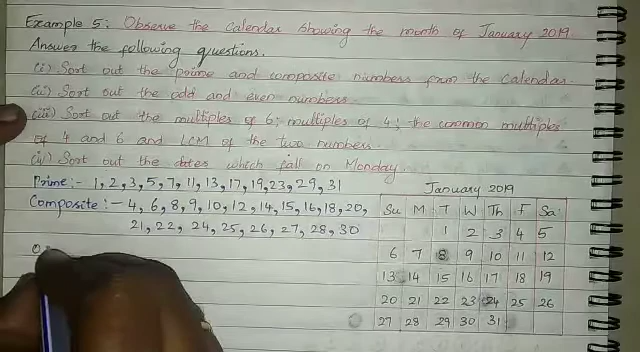 Example 5: Observe the Calendar showing the month of January 2019
Answer the following questions.
(i) Sort out the prime and composite numbers from the calendar.
(ii) Sort out the odd and even numbers.
(iii) Sort out the multiples of 6; multiples of 4; the common multiples
of 4 and 6 and LCM of the two numbers.
(iv) Sort out the dates which fall on Monday.
Prime:- 1, 2, 3, 5, 7, 11, 13, 17, 19, 23, 29, 31
Composite:- 4, 6, 8, 9, 10, 12, 14, 15, 16, 18, 20,
21, 22, 24, 25, 26, 27, 28, 30
January 2019
Su M T W Th F Sa
1 2 3 4 5
6 7 8 9 10 11 12
13 14 15 16 17 18 19
20 21 22 23 24 25 26
27 28 29 30 31